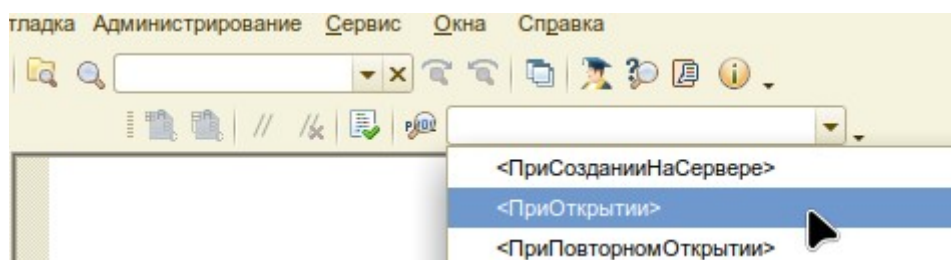 тладка Администрирование Сервис Окна Справка
<ПриСозданииНаСервере>
<ПриОткрытии>
<ПриПовторномОткрытии>